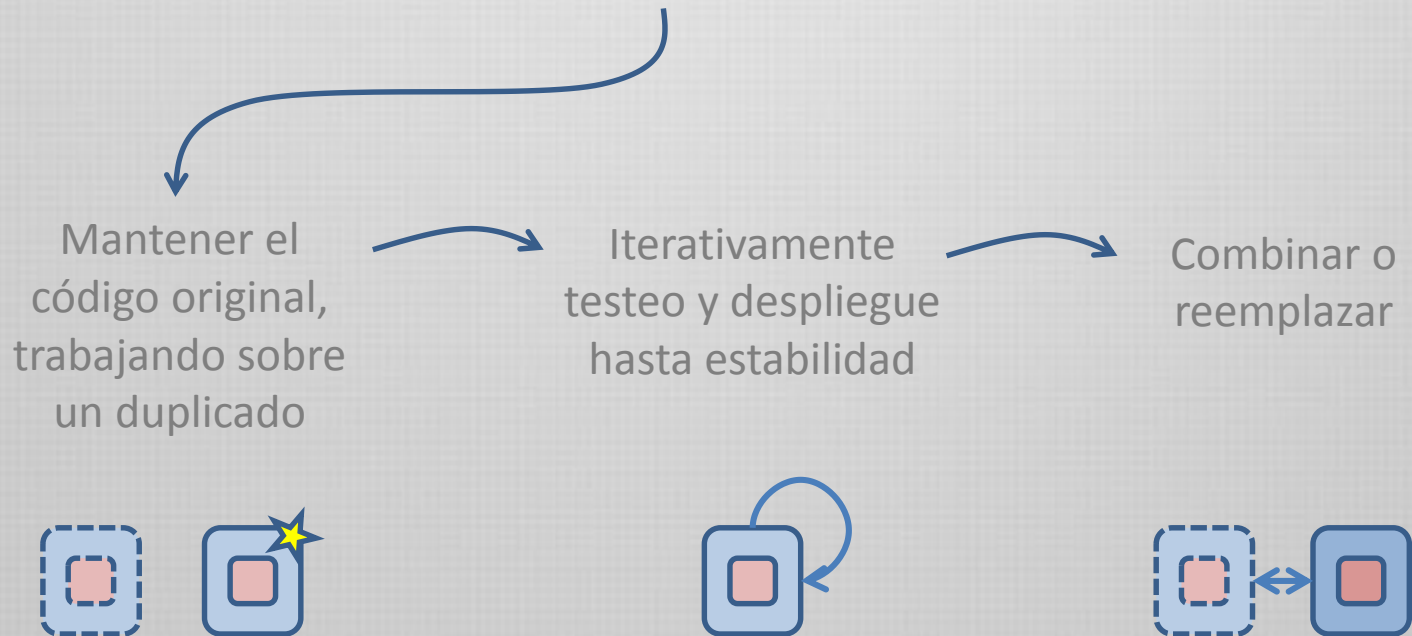 Mantener el
código original,
trabajando sobre
un duplicado
Iterativamente
testeo y despliegue
hasta estabilidad
Combinar o
reemplazar